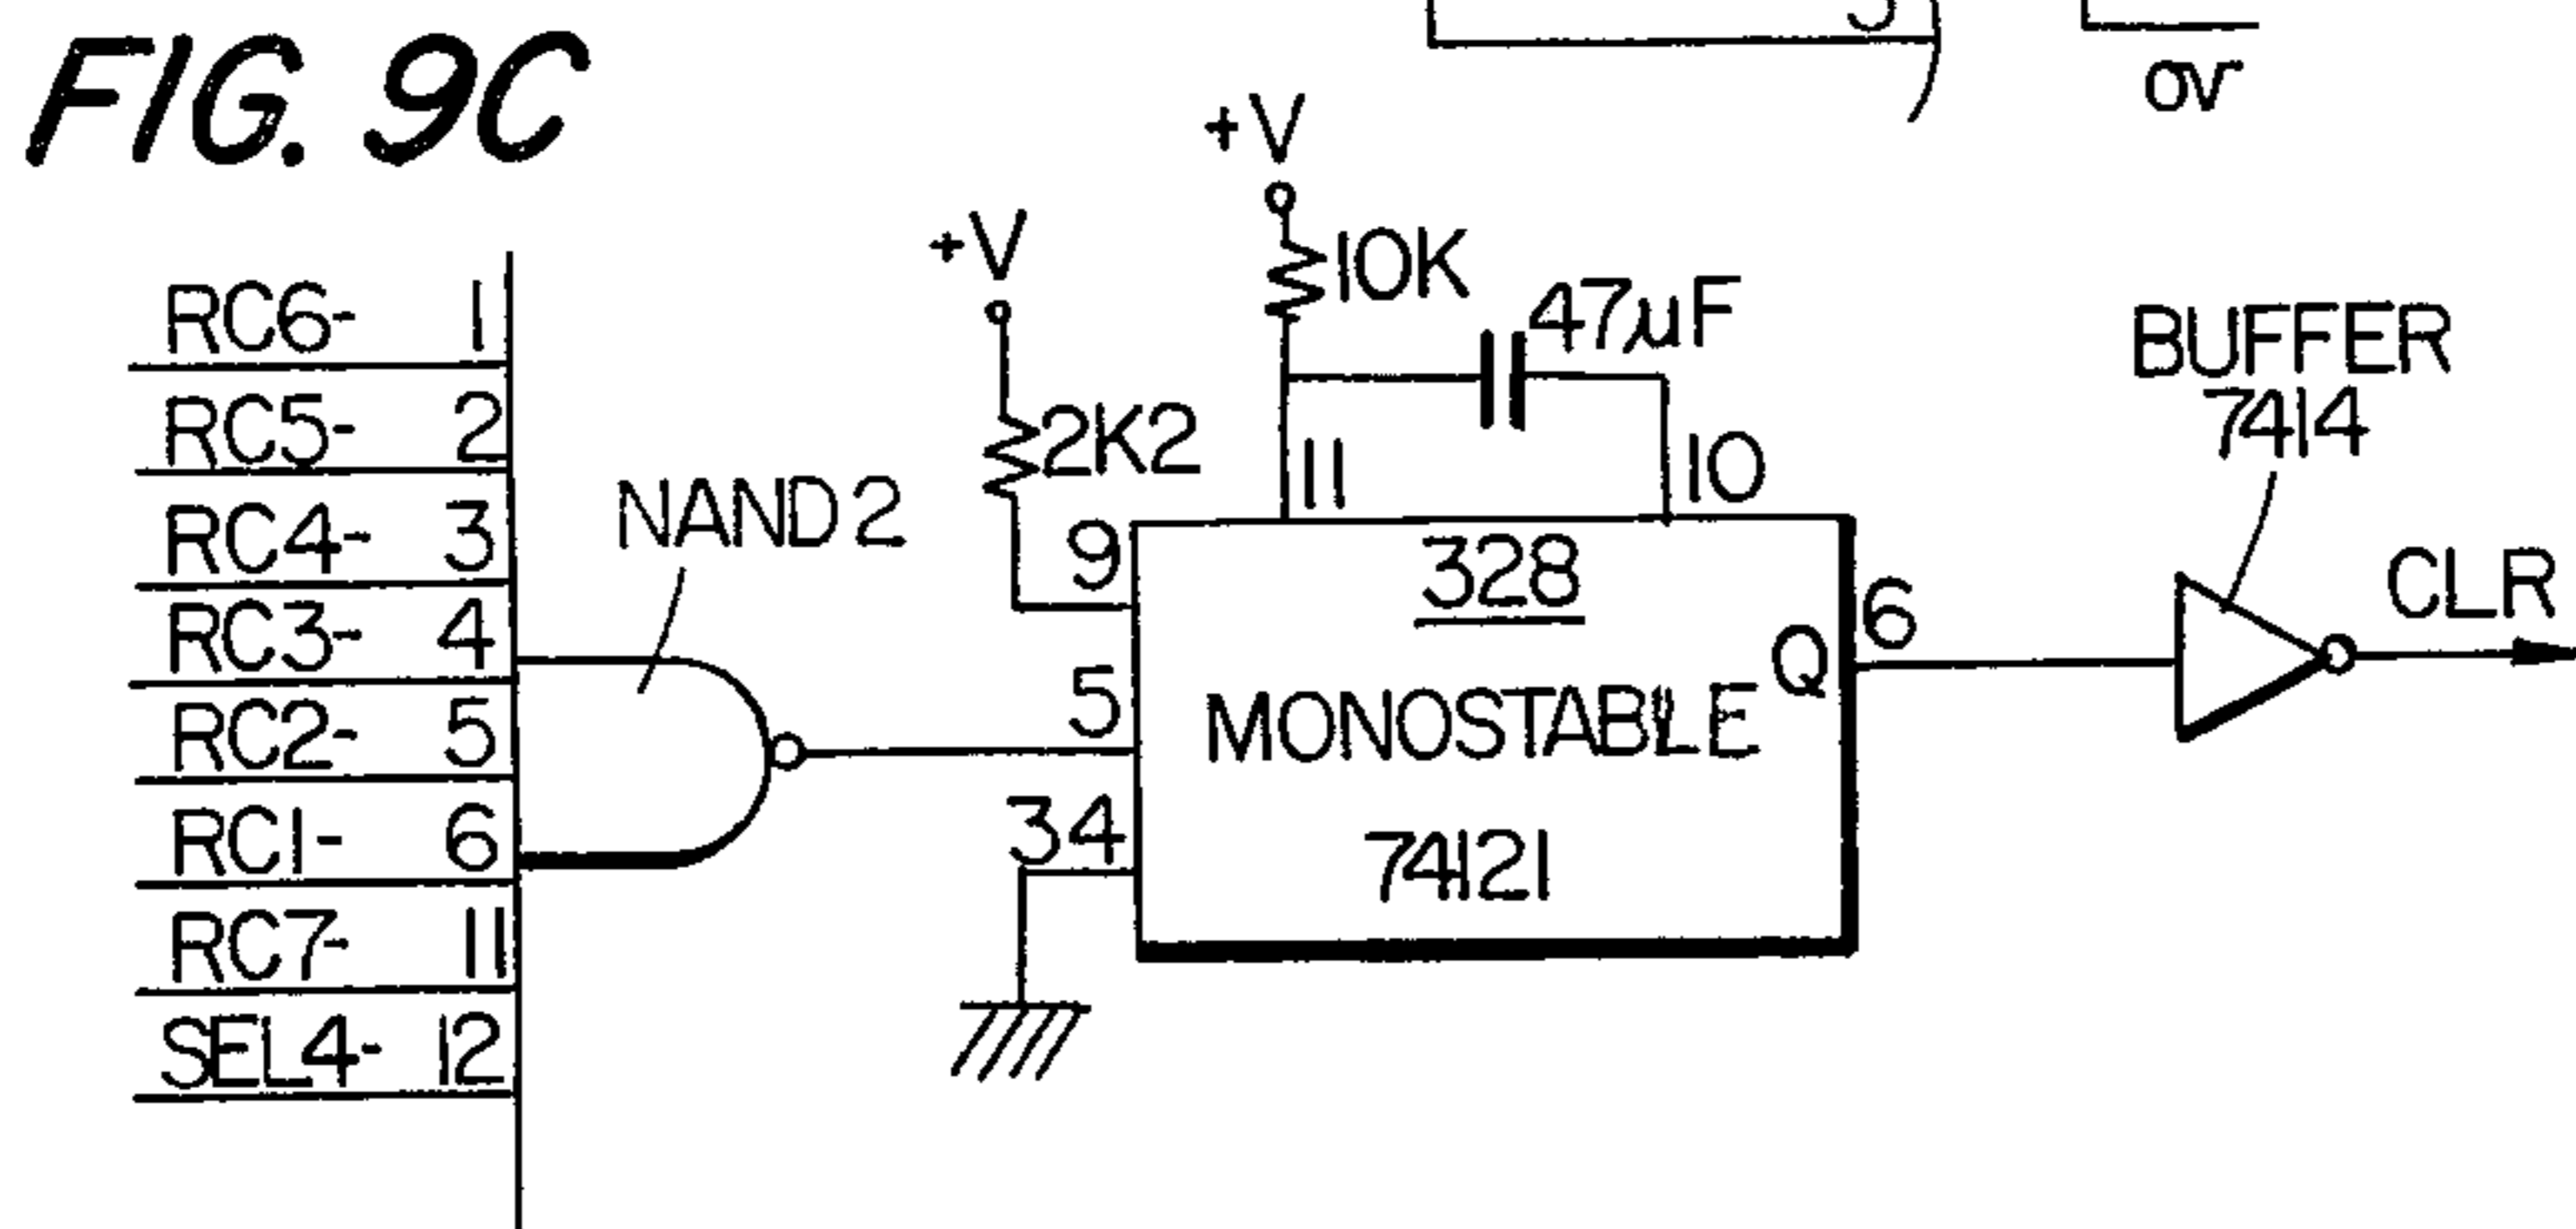 FIG. 9C
0V
+V
+V
10K
47µF
2K2
11
10
BUFFER
7414
RC6- 1
RC5- 2
RC4- 3
RC3- 4
RC2- 5
RC1- 6
RC7- 11
SEL4- 12
NAND 2
9
5
34
328
MONOSTABLE
74121
Q
6
CLR